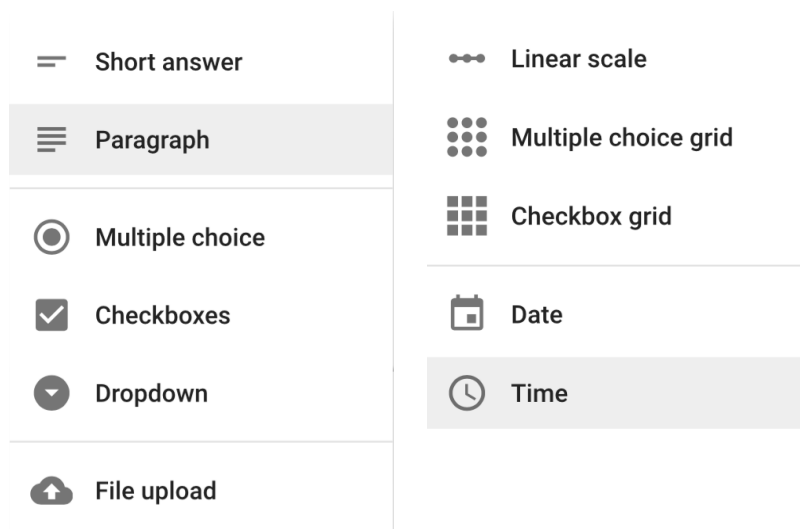 Short answer
Paragraph
Multiple choice
Checkboxes
Dropdown
File upload
Linear scale
Multiple choice grid
Checkbox grid
Date
Time